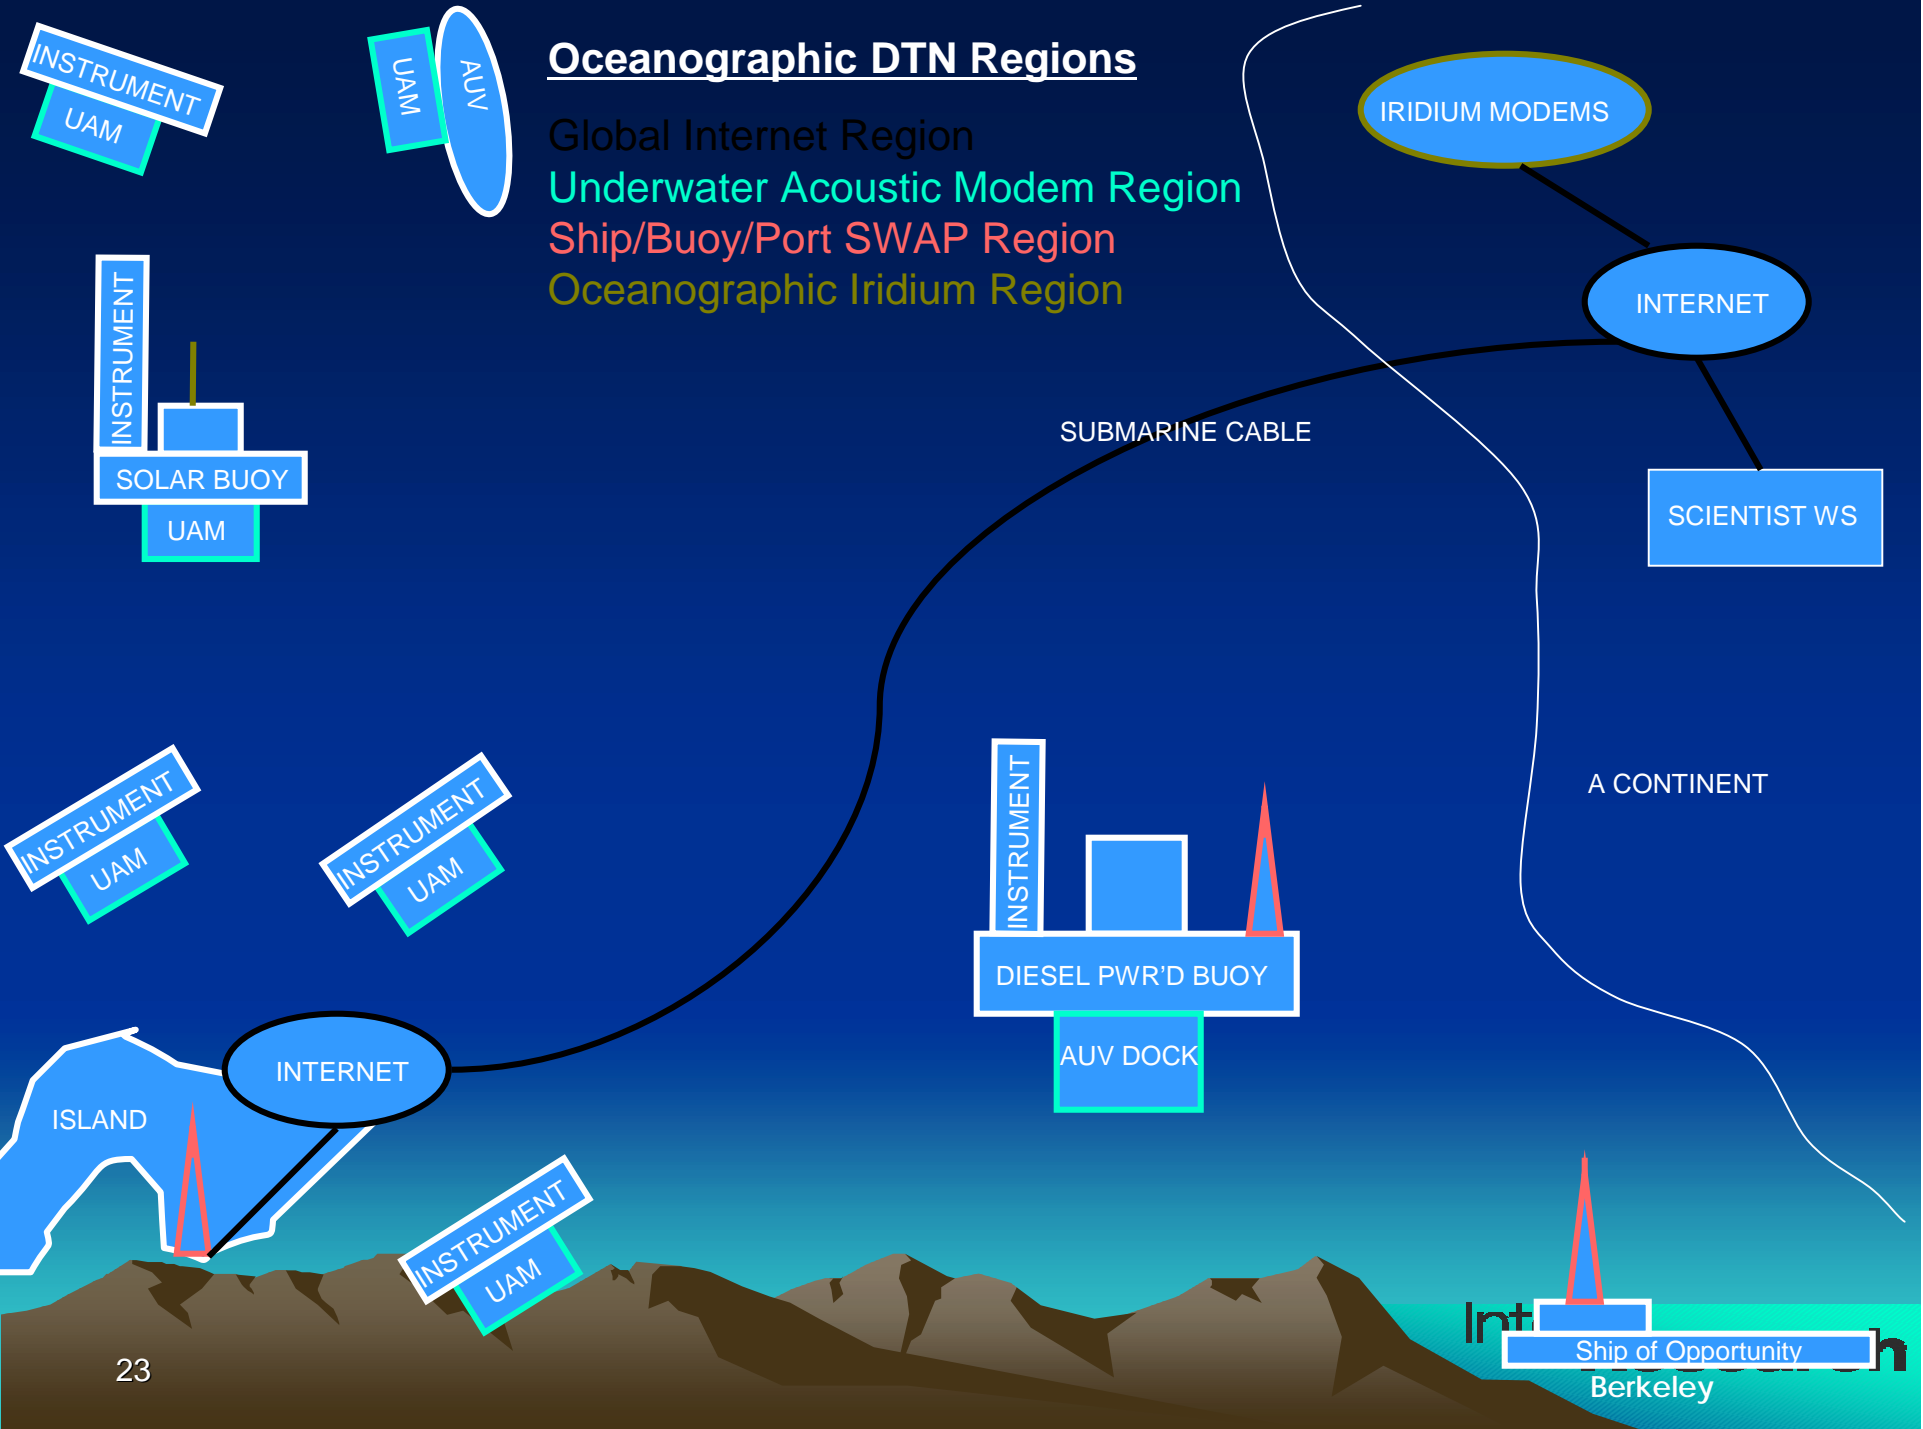 Oceanographic DTN Regions
Global Internet Region
Underwater Acoustic Modem Region
Ship/Buoy/Port SWAP Region
Oceanographic Iridium Region
INSTRUMENT
UAM
UAM
AUV
IRIDIUM MODEMS
INTERNET
INSTRUMENT
SOLAR BUOY
UAM
SUBMARINE CABLE
SCIENTIST WS
INSTRUMENT
UAM
INSTRUMENT
UAM
INSTRUMENT
A CONTINENT
DIESEL PWR'D BUOY
AUV DOCK
INTERNET
ISLAND
INSTRUMENT
UAM
Ship of Opportunity
Berkeley
23